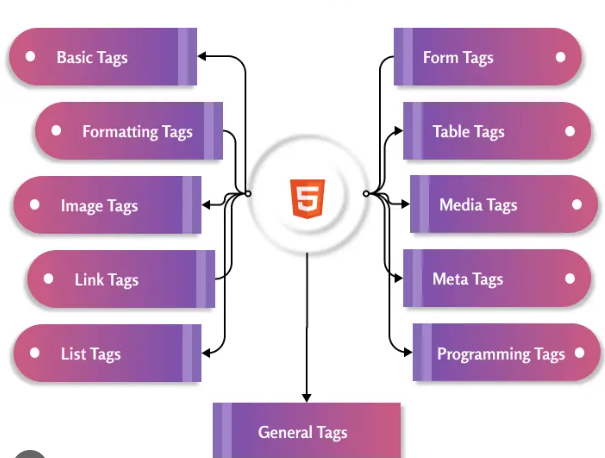 Basic Tags
Formatting Tags
Image Tags
Link Tags
List Tags
5
Form Tags
Table Tags
Media Tags
Meta Tags
Programming Tags
General Tags